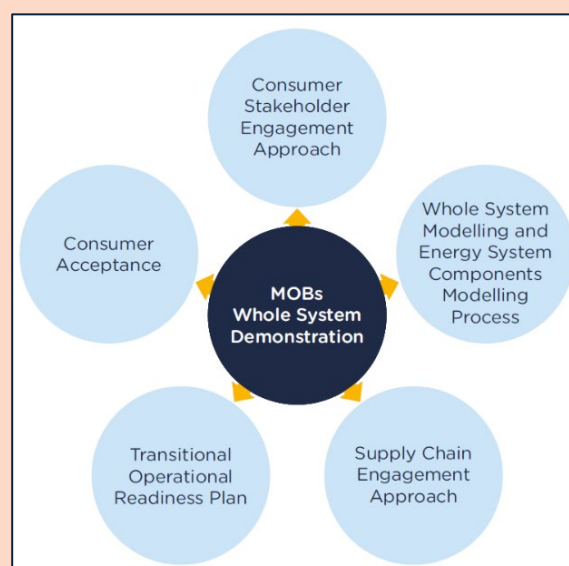 Consumer
Stakeholder
Engagement
Approach
Whole System
Modelling and
Energy System
Components
Modelling
Process
Consumer
Acceptance
MOBs
Whole System
Demonstration
Transitional
Operational
Readiness Plan
Supply Chain
Engagement
Approach